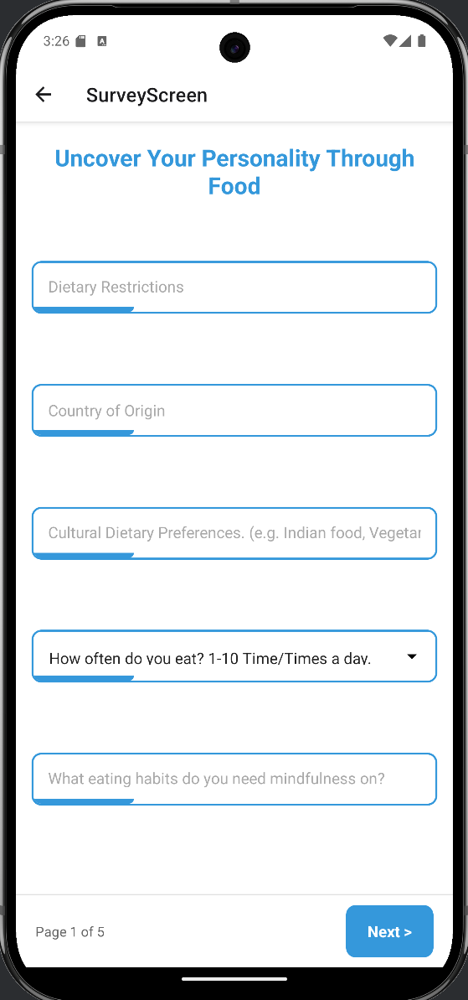 3:26
SurveyScreen
Uncover Your Personality Through
Food
Dietary Restrictions
Country of Origin
Cultural Dietary Preferences. (e.g. Indian food, Vegetar
How often do you eat? 1-10 Time/Times a day.
What eating habits do you need mindfulness on?
Page 1 of 5
Next >